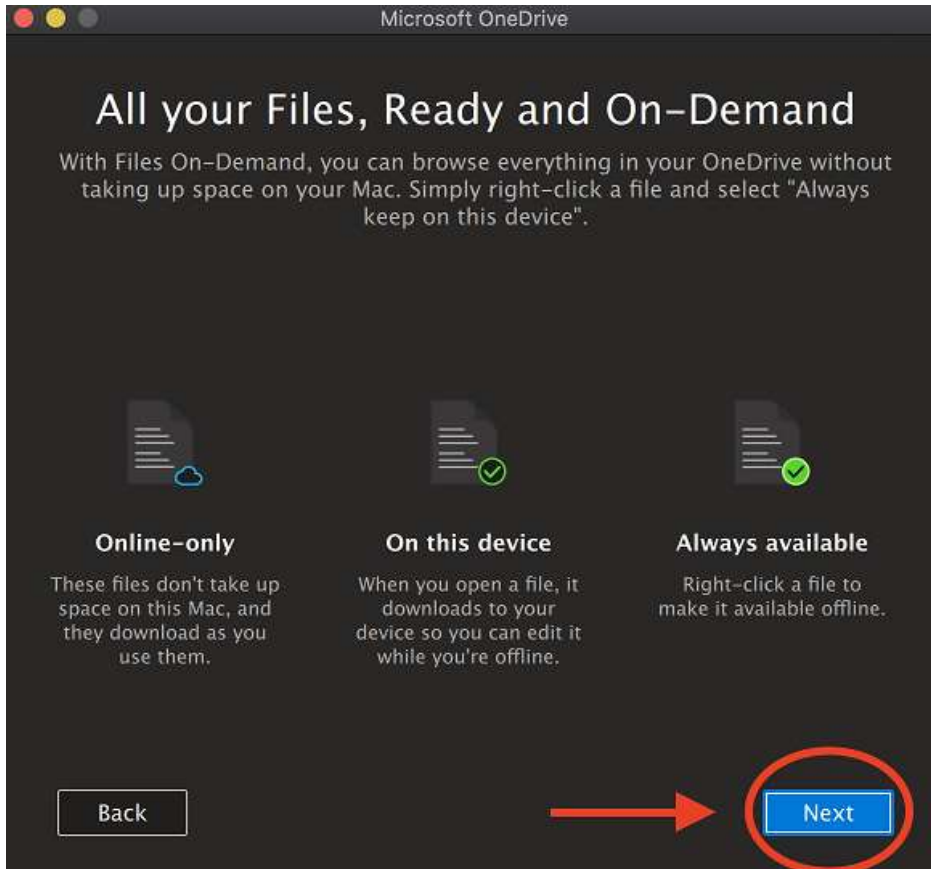 Microsoft OneDrive
All your Files, Ready and On-Demand
With Files On-Demand, you can browse everything in your OneDrive without
taking up space on your Mac. Simply right-click a file and select "Always
keep on this device".
Online-only
These files don't take up
space on this Mac, and
they download as you
use them.
On this device
When you open a file, it
downloads to your
device so you can edit it
while you're offline.
Always available
Right-click a file to
make it available offline.
Back
Next